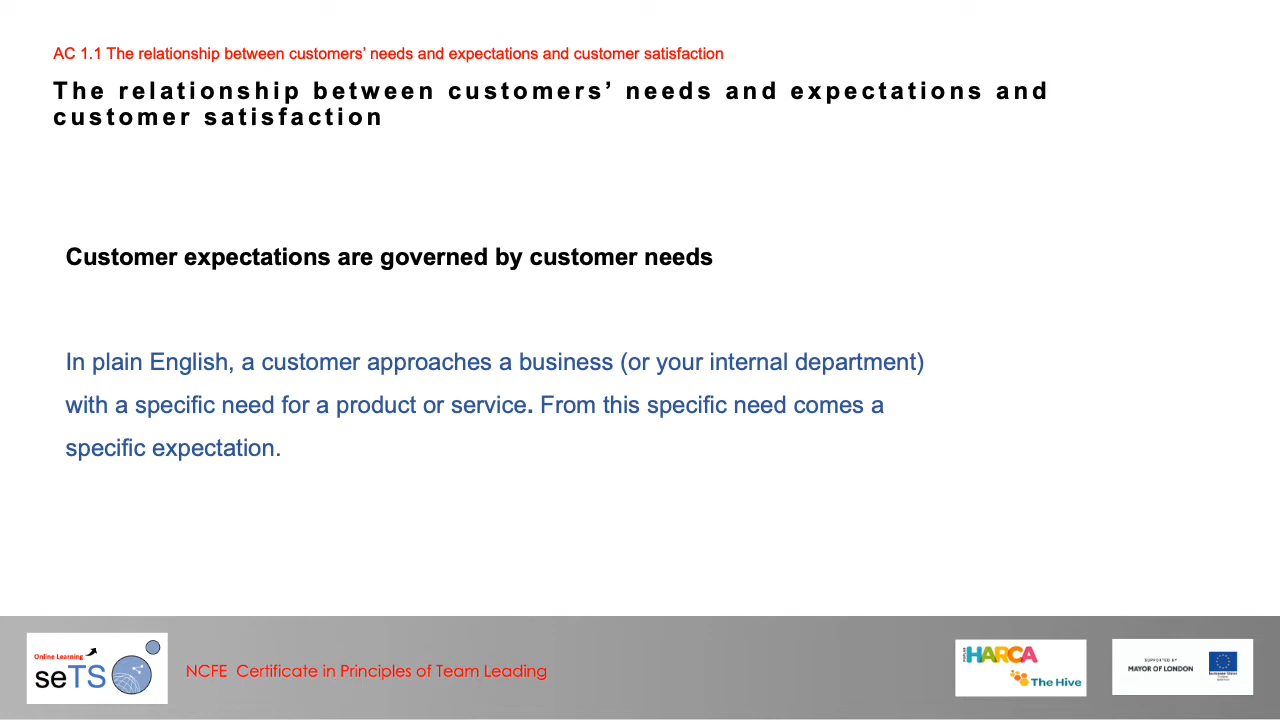 AC 1.1 The relationship between customers’ needs and expectations and customer satisfaction
The relationship between customers’ needs and expectations and
customer satisfaction
Customer expectations are governed by customer needs
In plain English, a customer approaches a business (or your internal department)
with a specific need for a product or service. From this specific need comes a
specific expectation.
Online Learning
seTS
NCFE Certificate in Principles of Team Leading
HARCA
The Hive
SUPPORTED BY
MAYOR OF LONDON